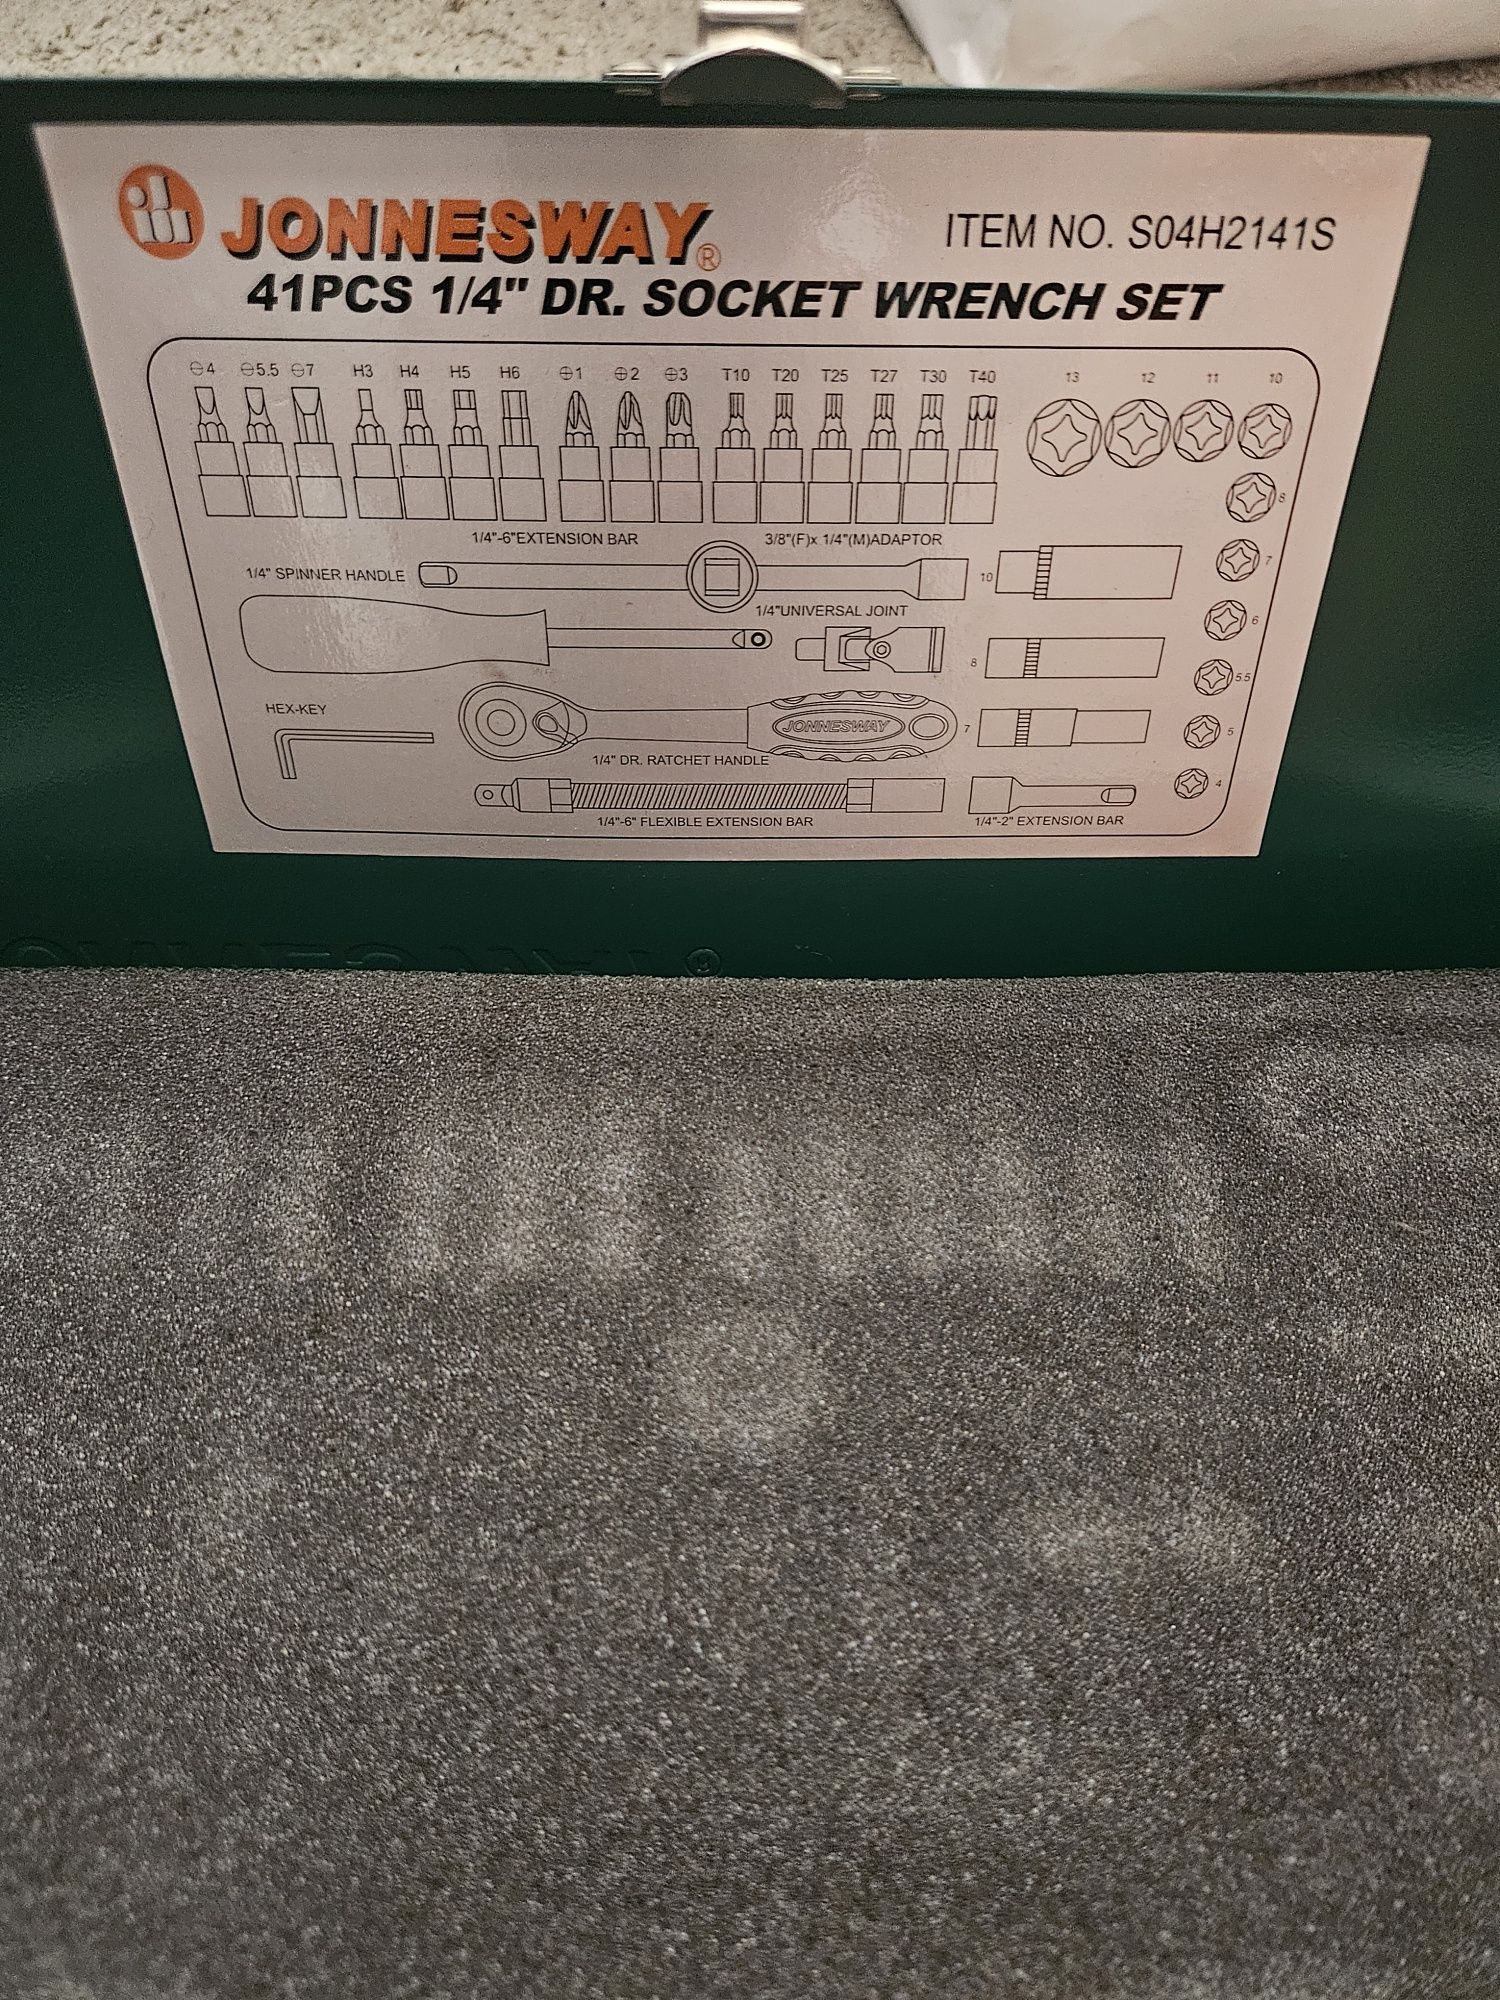 JONNESWAY®
ITEM NO. S04H2141S
41PCS 1/4" DR. SOCKET WRENCH SET
⊖4 ⊖5.5 ⊖7 H3 H4 H5 H6 ⊕1 ⊕2 ⊕3 T10 T20 T25 T27 T30 T40 13 12 11 10
8
1/4"-6"EXTENSION BAR
3/8"(F)x 1/4"(M)ADAPTOR
7
1/4" SPINNER HANDLE
10
1/4"UNIVERSAL JOINT
6
8
5.5
HEX-KEY
JONNESWAY
7
5
1/4" DR. RATCHET HANDLE
4
1/4"-6" FLEXIBLE EXTENSION BAR
1/4"-2" EXTENSION BAR